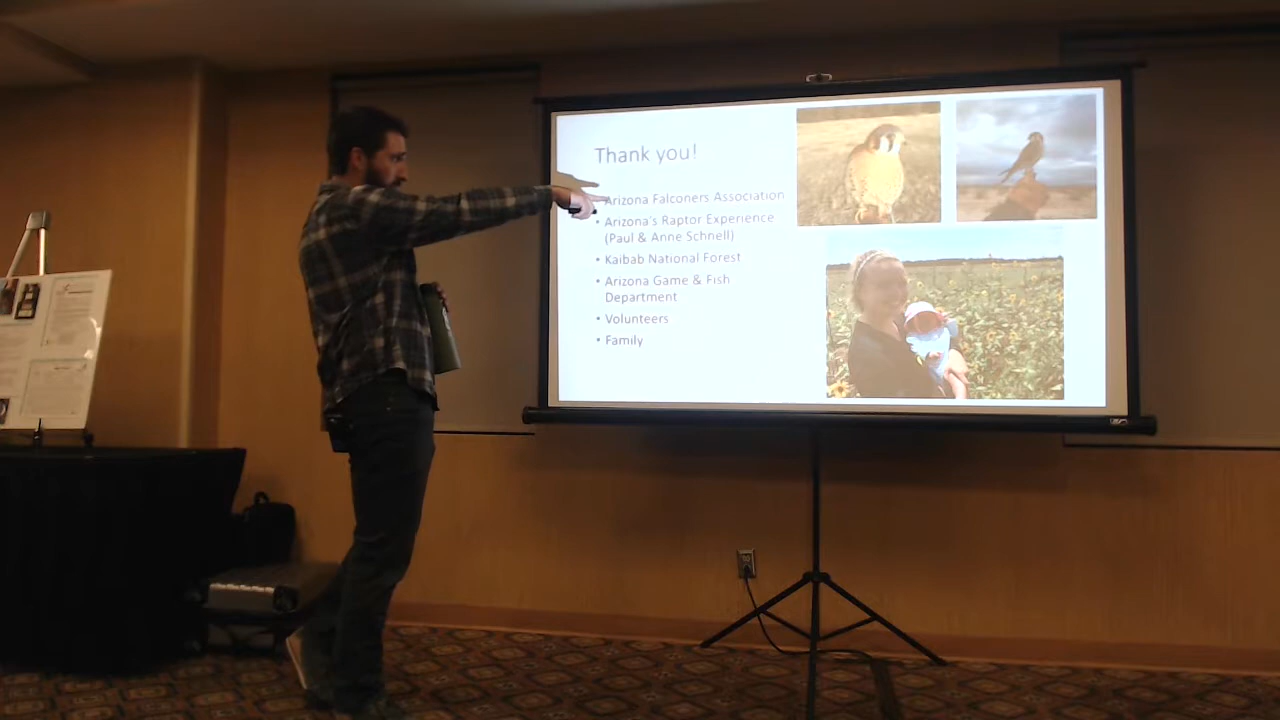 Thank you!
• Arizona Falconers Association
• Arizona's Raptor Experience
(Paul & Anne Schnell)
• Kaibab National Forest
• Arizona Game & Fish
Department
• Volunteers
• Family